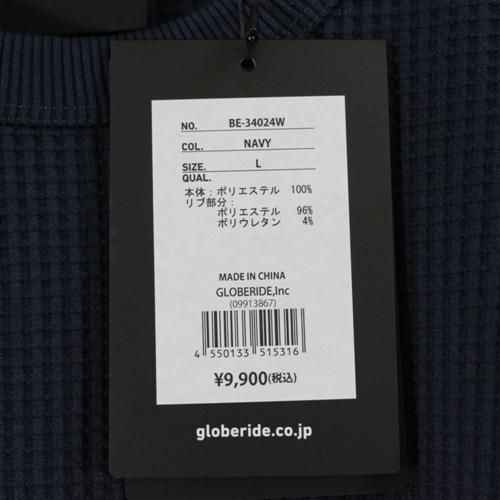 NO. BE-34024W
COL. NAVY
SIZE. L
QUAL.
本体：ポリエステル 100%
リブ部分：
ポリエステル 96%
ポリウレタン 4%
MADE IN CHINA
GLOBERIDE,Inc
(09913867)
4 550133 515316
¥9,900(税込)
globeride.co.jp